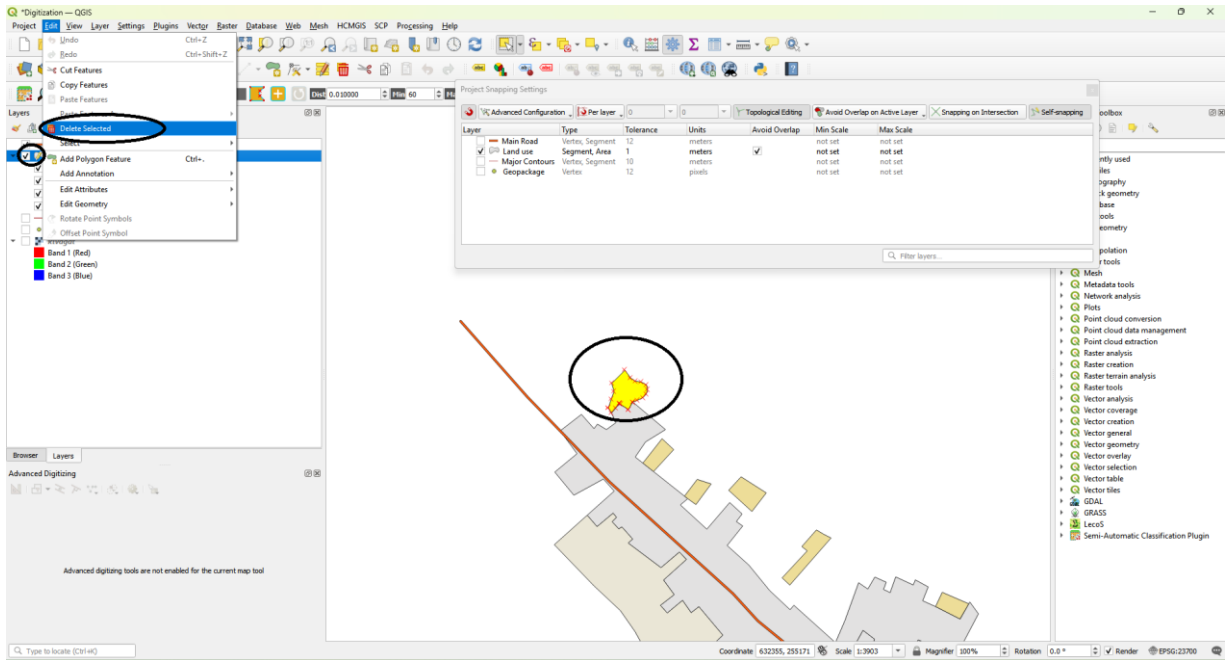 *Digitization — QGIS
Project Edit View Layer Settings Plugins Vector Raster Database Web Mesh HCMGIS SCP Processing Help
Undo Ctrl+Z
Redo Ctrl+Shift+Z
Cut Features
Copy Features
Paste Features
Delete Selected
Select
Add Polygon Feature Ctrl+.
Add Annotation
Edit Attributes
Edit Geometry
Rotate Point Symbols
Offset Point Symbol
Dist 0.010000 Min 60
Layers
Band 1 (Red)
Band 2 (Green)
Band 3 (Blue)
Project Snapping Settings
Advanced Configuration Per layer 0 0 Topological Editing Avoid Overlap on Active Layer Snapping on Intersection Self-snapping
Layer Type Tolerance Units Avoid Overlap Min Scale Max Scale
Main Road Vertex, Segment 12 meters not set not set
Land use Segment, Area 1 meters not set not set
Major Contours Vertex, Segment 10 meters not set not set
Geopackage Vertex 12 pixels not set not set
Filter layers...
oolbox
ently used
iles
ography
k geometry
base
ools
eometry
polation
r tools
Mesh
Metadata tools
Network analysis
Plots
Point cloud conversion
Point cloud data management
Point cloud extraction
Raster analysis
Raster creation
Raster terrain analysis
Raster tools
Vector analysis
Vector coverage
Vector creation
Vector general
Vector geometry
Vector overlay
Vector selection
Vector table
Vector tiles
GDAL
GRASS
LecoS
Semi-Automatic Classification Plugin
Browser Layers
Advanced Digitizing
Advanced digitizing tools are not enabled for the current map tool
Type to locate (Ctrl+K)
Coordinate 632355, 255171 Scale 1:3903 Magnifier 100% Rotation 0.0 ° Render EPSG:23700